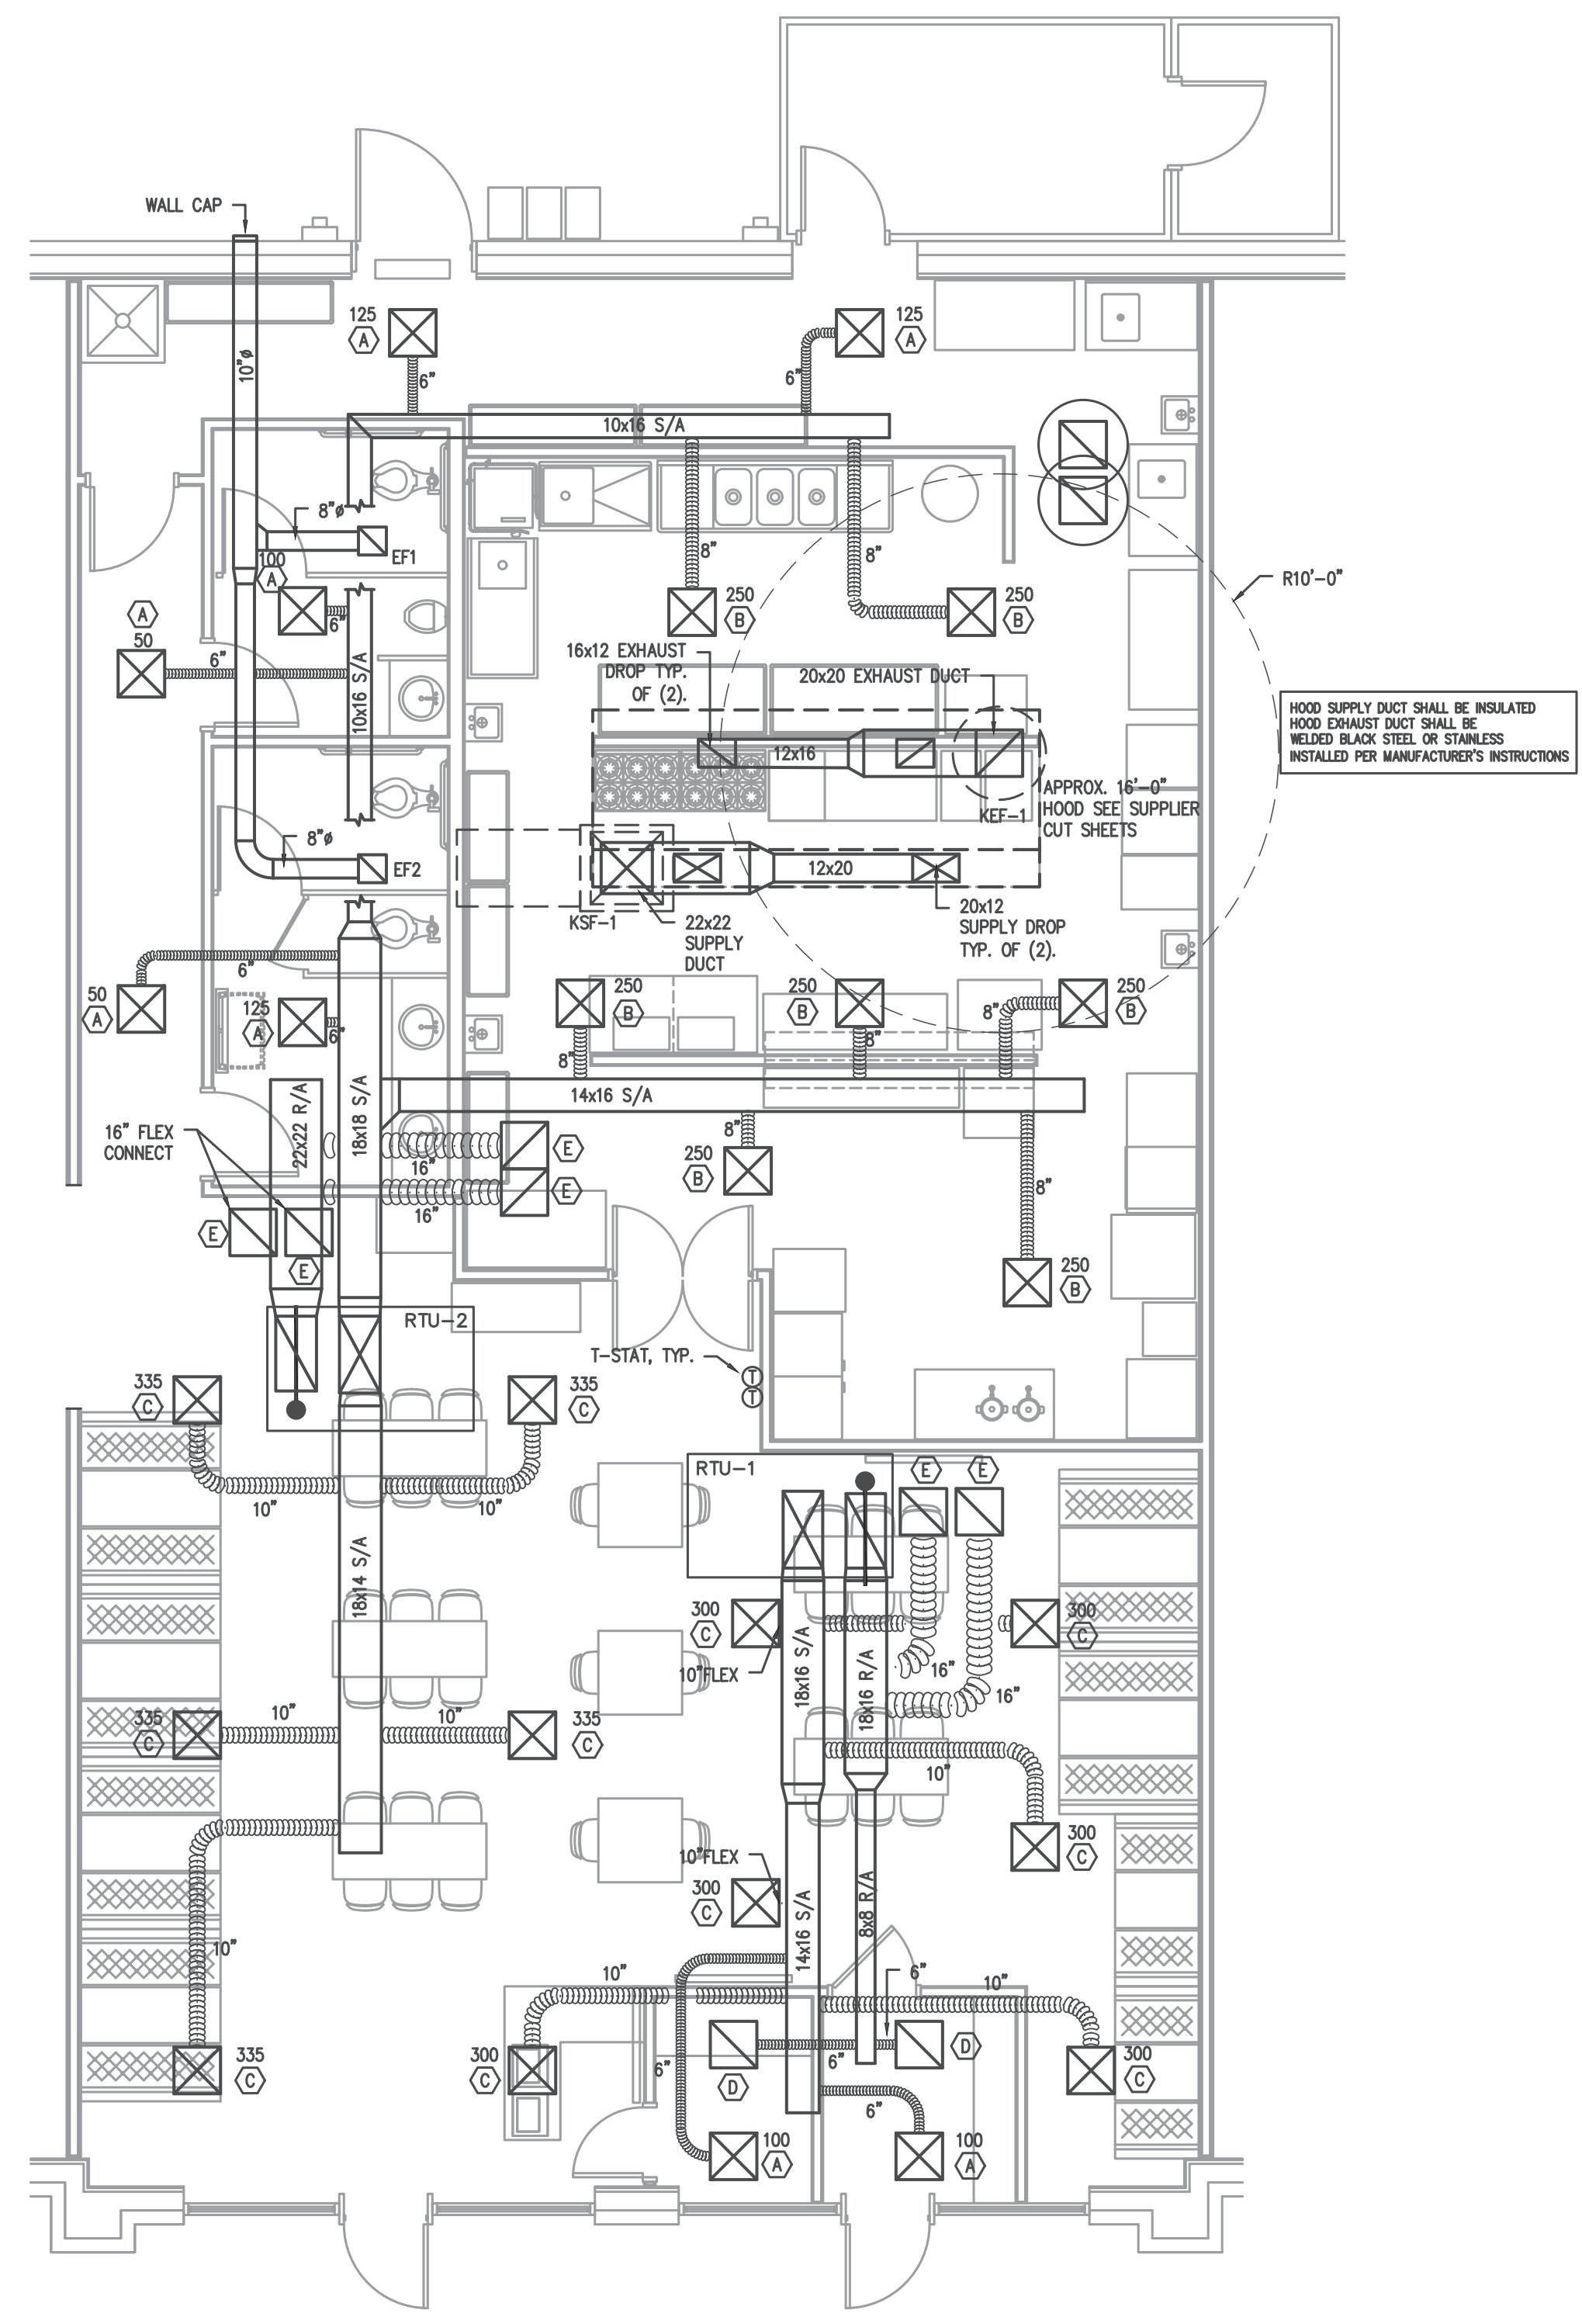 WALL CAP
10"ø
125
A
6"
125
A
6"
10x16 S/A
8"ø
EF1
100
A
6"
8"
8"
250
B
250
B
R10'-0"
A
50
6"
10x16 S/A
16x12 EXHAUST
DROP TYP.
OF (2).
20x20 EXHAUST DUCT
12x16
HOOD SUPPLY DUCT SHALL BE INSULATED
HOOD EXHAUST DUCT SHALL BE
WELDED BLACK STEEL OR STAINLESS
INSTALLED PER MANUFACTURER'S INSTRUCTIONS
APPROX. 16'-0"
HOOD SEE SUPPLIER
CUT SHEETS
KEF-1
8"ø
EF2
12x20
KSF-1
22x22
SUPPLY
DUCT
20x12
SUPPLY DROP
TYP. OF (2).
6"
50
A
125
A
6"
250
B
8"
250
B
8"
250
B
8"
14x16 S/A
22x22 R/A
18x18 S/A
16" FLEX
CONNECT
16"
E
16"
E
8"
250
B
8"
E
E
250
B
RTU-2
T-STAT, TYP.
T
T
335
C
335
C
10"
10"
RTU-1
E
E
18x14 S/A
300
C
10"FLEX
18x16 S/A
18x16 R/A
16"
16"
300
C
335
C
10"
10"
335
C
10"
300
C
10"FLEX
300
C
14x16 S/A
8x8 R/A
10"
10"
6"
10"
335
C
300
C
6"
6"
D
D
300
C
6"
100
A
100
A